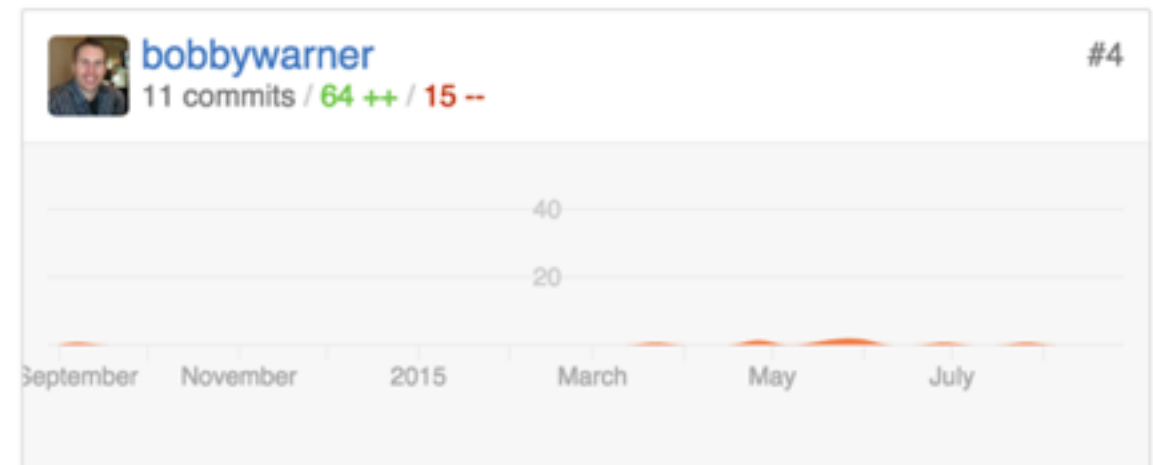 bobbywarner
#4
11 commits / 64 ++ / 15 --
40
20
September November 2015 March May July